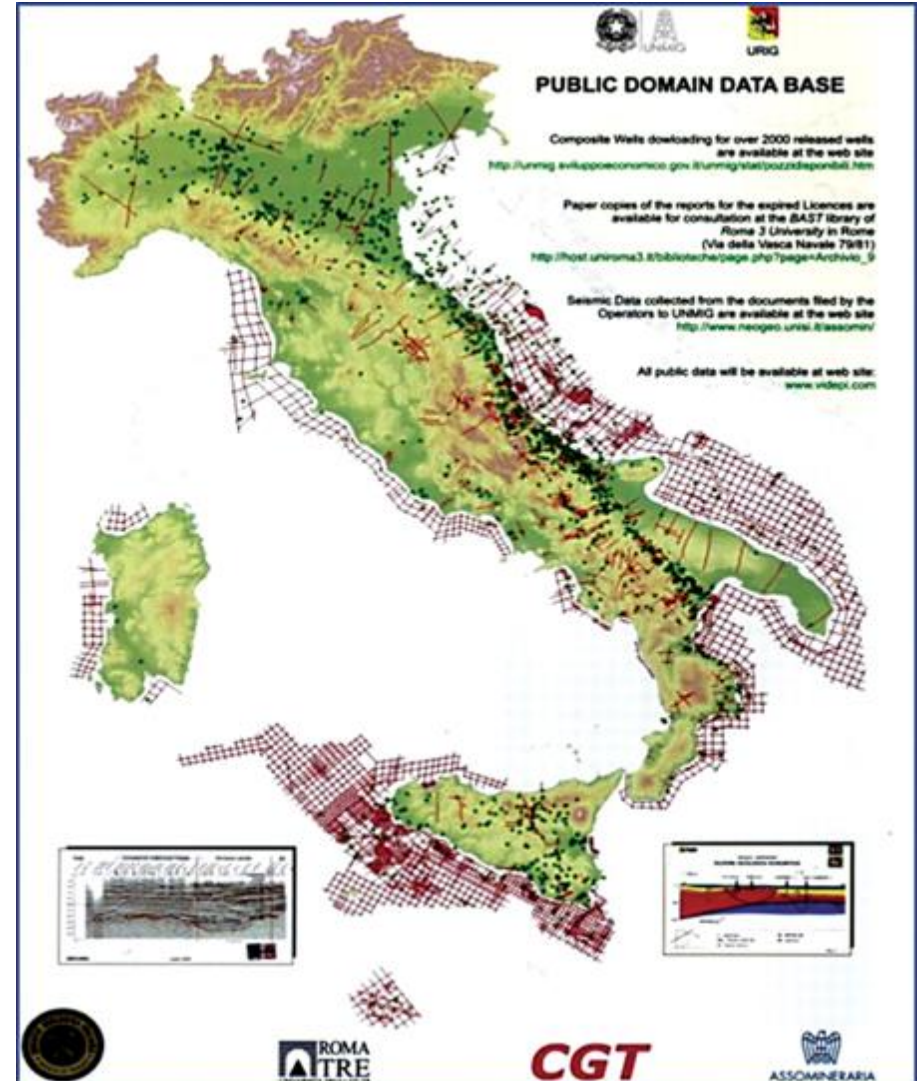 UNMIG
URIG
PUBLIC DOMAIN DATA BASE
Composite Wells dowloading for over 2000 released wells
are available at the web site
http://unmig.sviluppoeconomico.gov.it/unmig/stat/pozzidisponibili.htm
Paper copies of the reports for the expired Licences are
available for consultation at the BAST library of
Roma 3 University in Rome
(Via della Vasca Navale 79/81)
http://host.uniroma3.it/biblioteche/page.php?page=Archivio_9
Seismic Data collected from the documents filed by the
Operators to UNMIG are available at the web site
http://www.neogeo.unisi.it/assomin/
All public data will be available at web site:
www.videpi.com
ROMA
TRE
CGT
ASSOMINERARIA